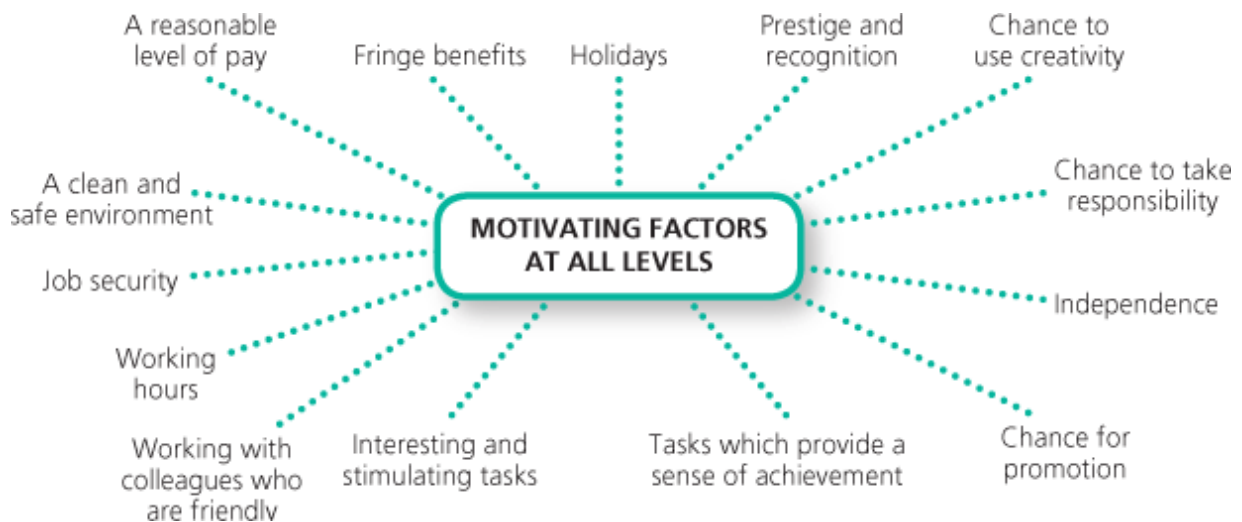 A reasonable
level of pay
Fringe benefits
Holidays
Prestige and
recognition
Chance to
use creativity
A clean and
safe environment
Chance to take
responsibility
MOTIVATING FACTORS
AT ALL LEVELS
Job security
Independence
Working
hours
Working with
colleagues who
are friendly
Interesting and
stimulating tasks
Tasks which provide a
sense of achievement
Chance for
promotion